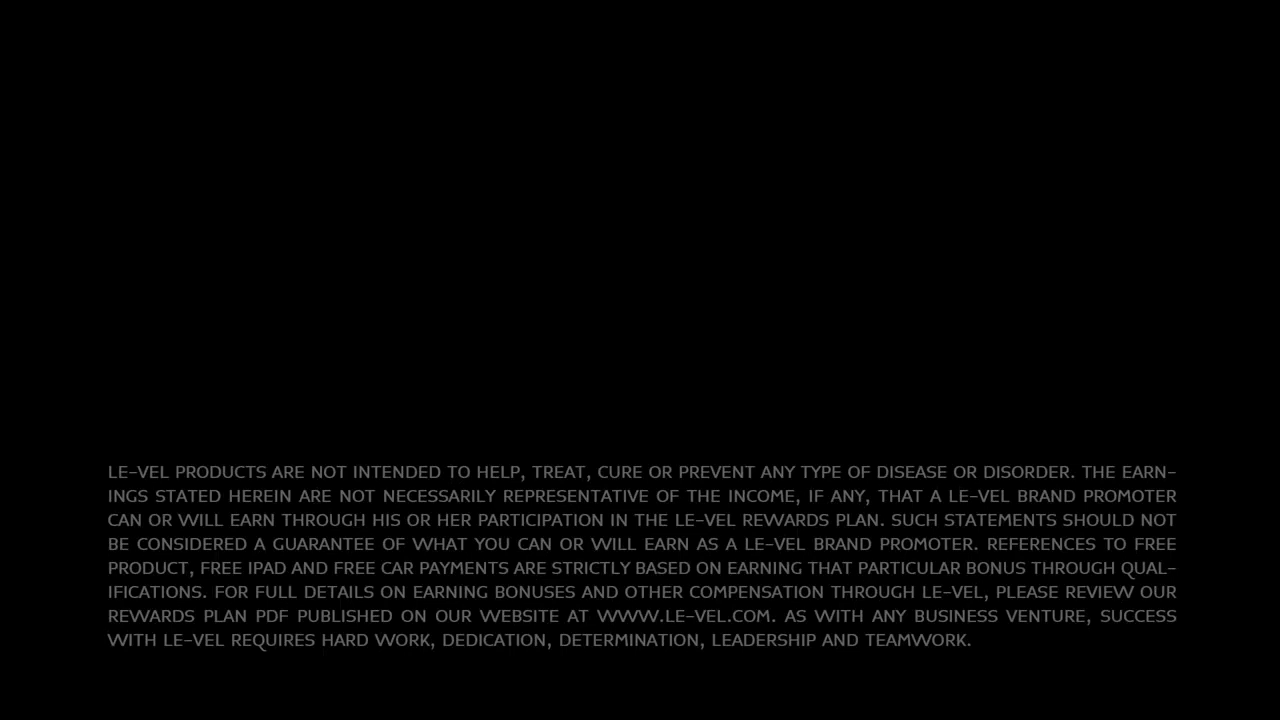 LE-VEL PRODUCTS ARE NOT INTENDED TO HELP, TREAT, CURE OR PREVENT ANY TYPE OF DISEASE OR DISORDER. THE EARN-
INGS STATED HEREIN ARE NOT NECESSARILY REPRESENTATIVE OF THE INCOME, IF ANY, THAT A LE-VEL BRAND PROMOTER
CAN OR WILL EARN THROUGH HIS OR HER PARTICIPATION IN THE LE-VEL REWARDS PLAN. SUCH STATEMENTS SHOULD NOT
BE CONSIDERED A GUARANTEE OF WHAT YOU CAN OR WILL EARN AS A LE-VEL BRAND PROMOTER. REFERENCES TO FREE
PRODUCT, FREE IPAD AND FREE CAR PAYMENTS ARE STRICTLY BASED ON EARNING THAT PARTICULAR BONUS THROUGH QUAL-
IFICATIONS. FOR FULL DETAILS ON EARNING BONUSES AND OTHER COMPENSATION THROUGH LE-VEL, PLEASE REVIEW OUR
REWARDS PLAN PDF PUBLISHED ON OUR WEBSITE AT WWW.LE-VEL.COM. AS WITH ANY BUSINESS VENTURE, SUCCESS
WITH LE-VEL REQUIRES HARD WORK, DEDICATION, DETERMINATION, LEADERSHIP AND TEAMWORK.